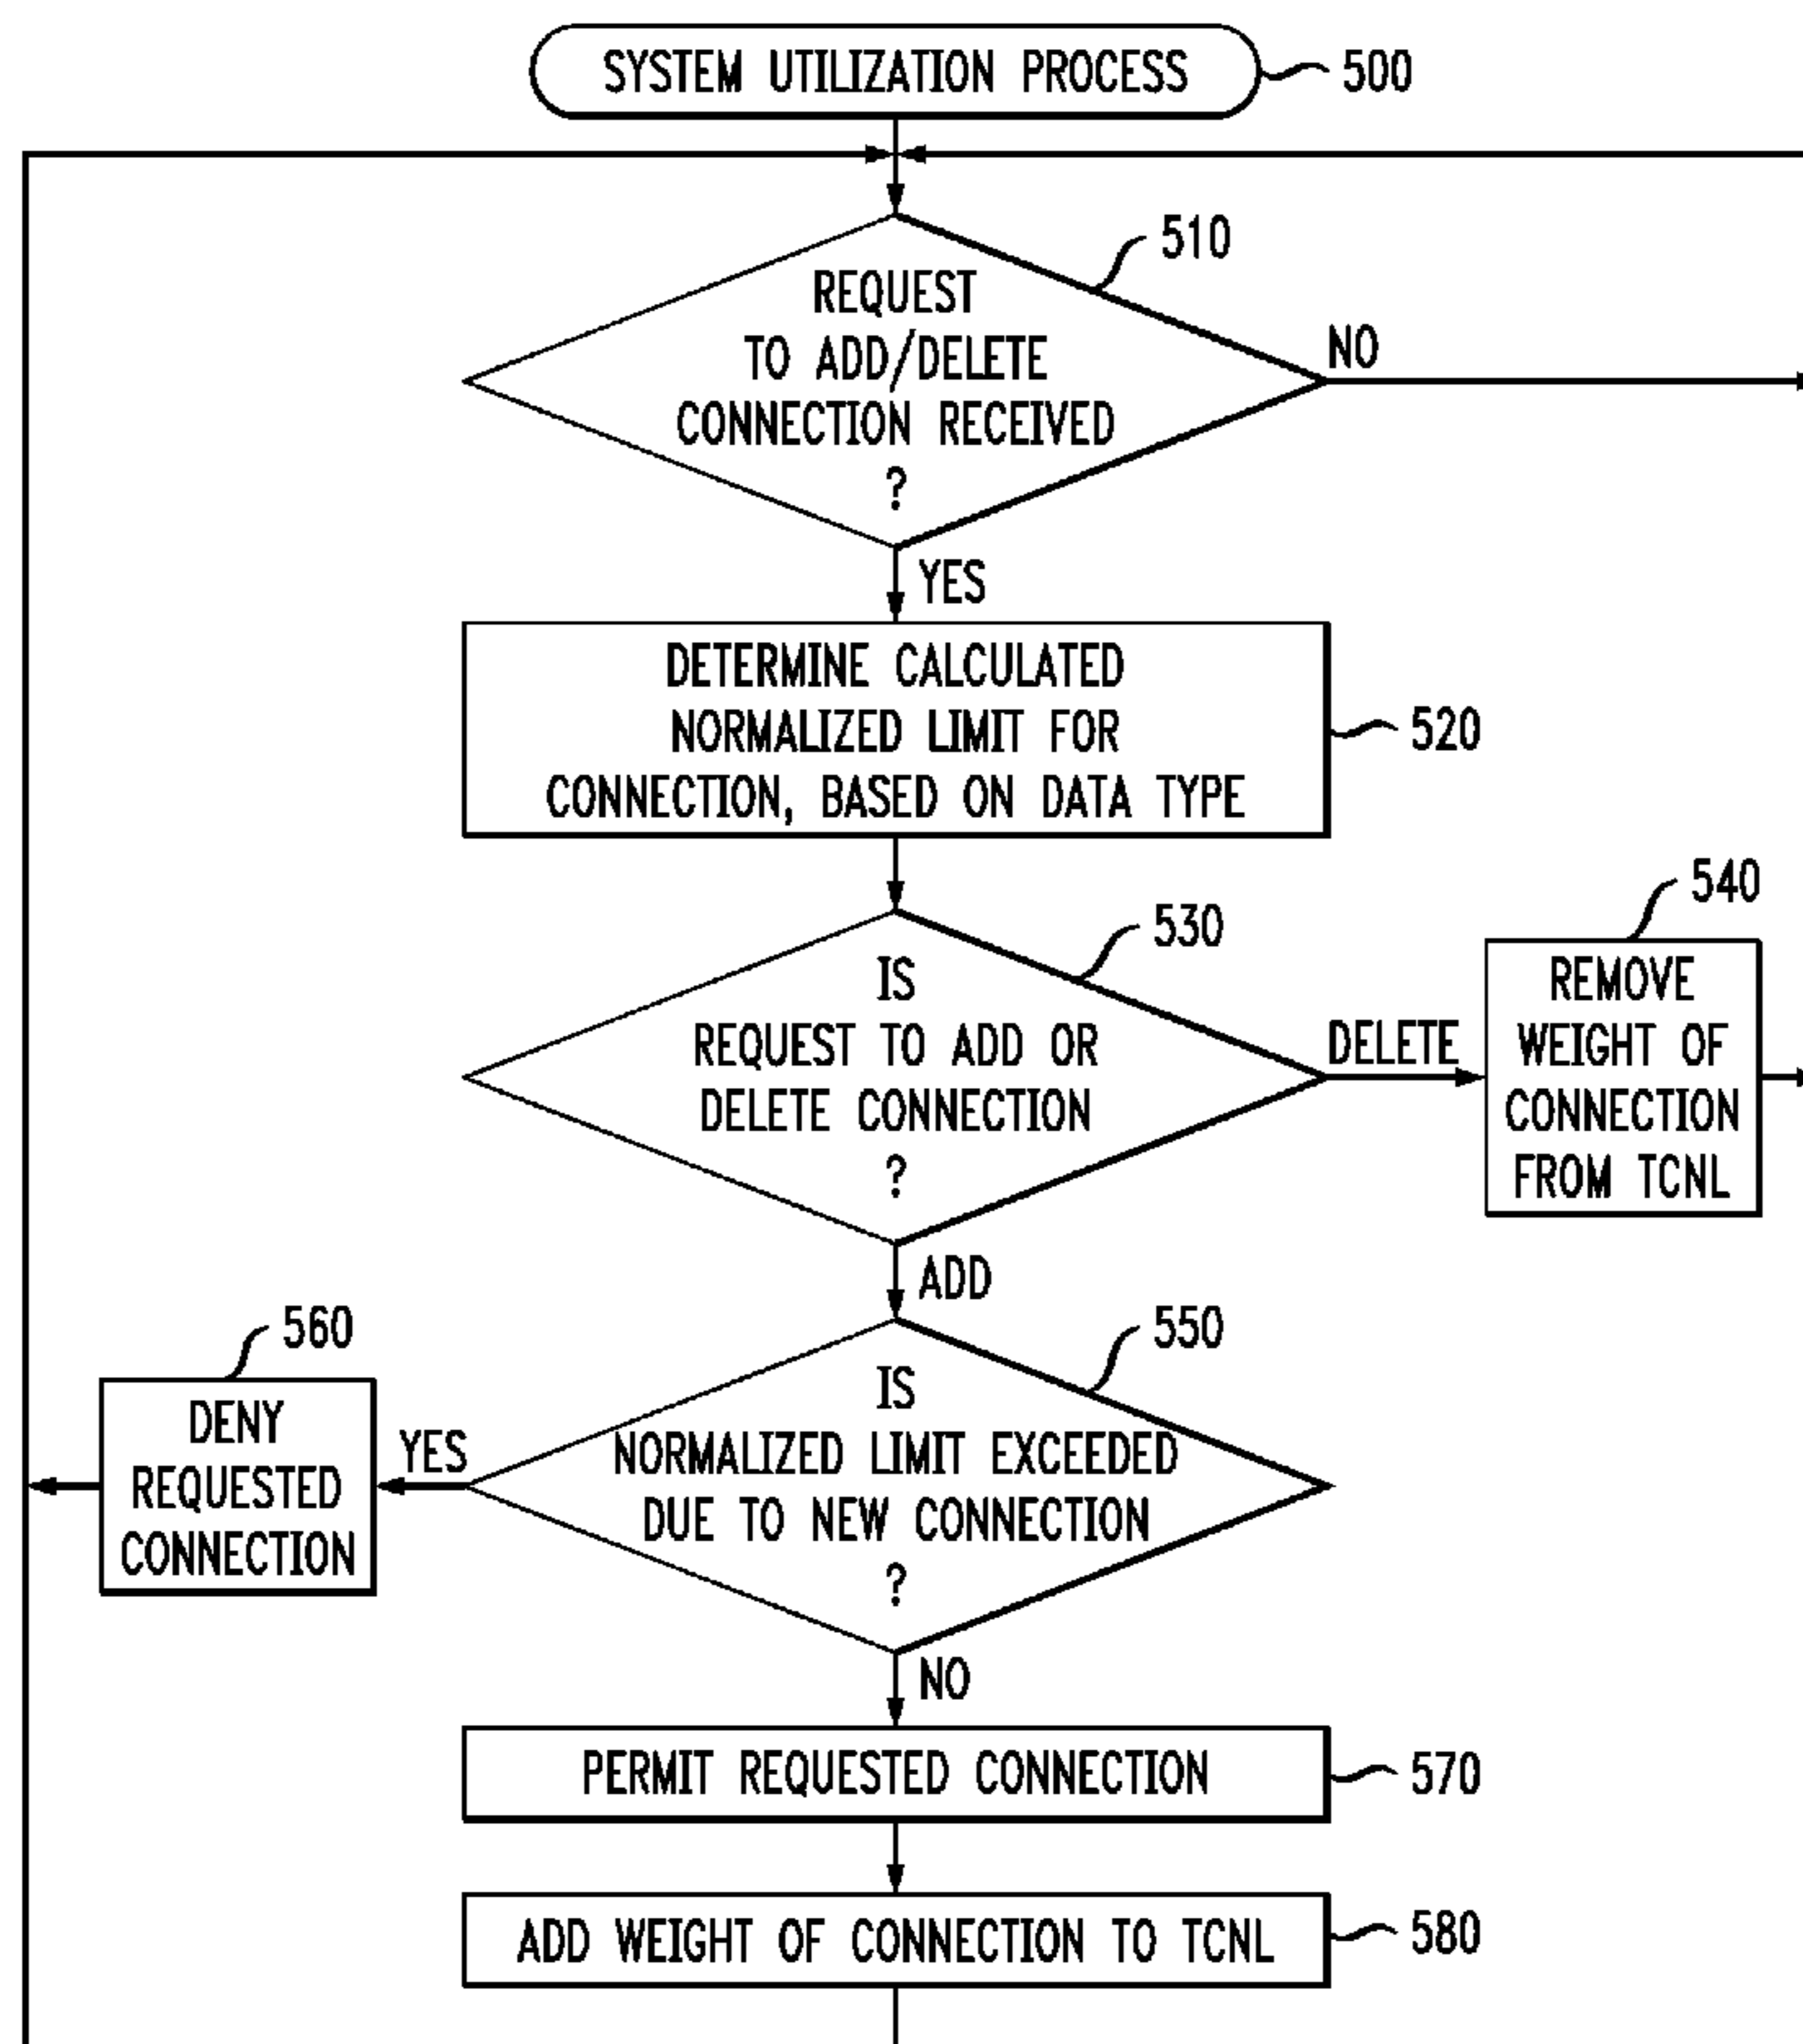 SYSTEM UTILIZATION PROCESS
500
510
REQUEST
TO ADD/DELETE
CONNECTION RECEIVED
?
NO
YES
DETERMINE CALCULATED
NORMALIZED LIMIT FOR
CONNECTION, BASED ON DATA TYPE
520
530
IS
REQUEST TO ADD OR
DELETE CONNECTION
?
DELETE
540
REMOVE
WEIGHT OF
CONNECTION
FROM TCNL
ADD
550
IS
NORMALIZED LIMIT EXCEEDED
DUE TO NEW CONNECTION
?
YES
560
DENY
REQUESTED
CONNECTION
NO
PERMIT REQUESTED CONNECTION
570
ADD WEIGHT OF CONNECTION TO TCNL
580